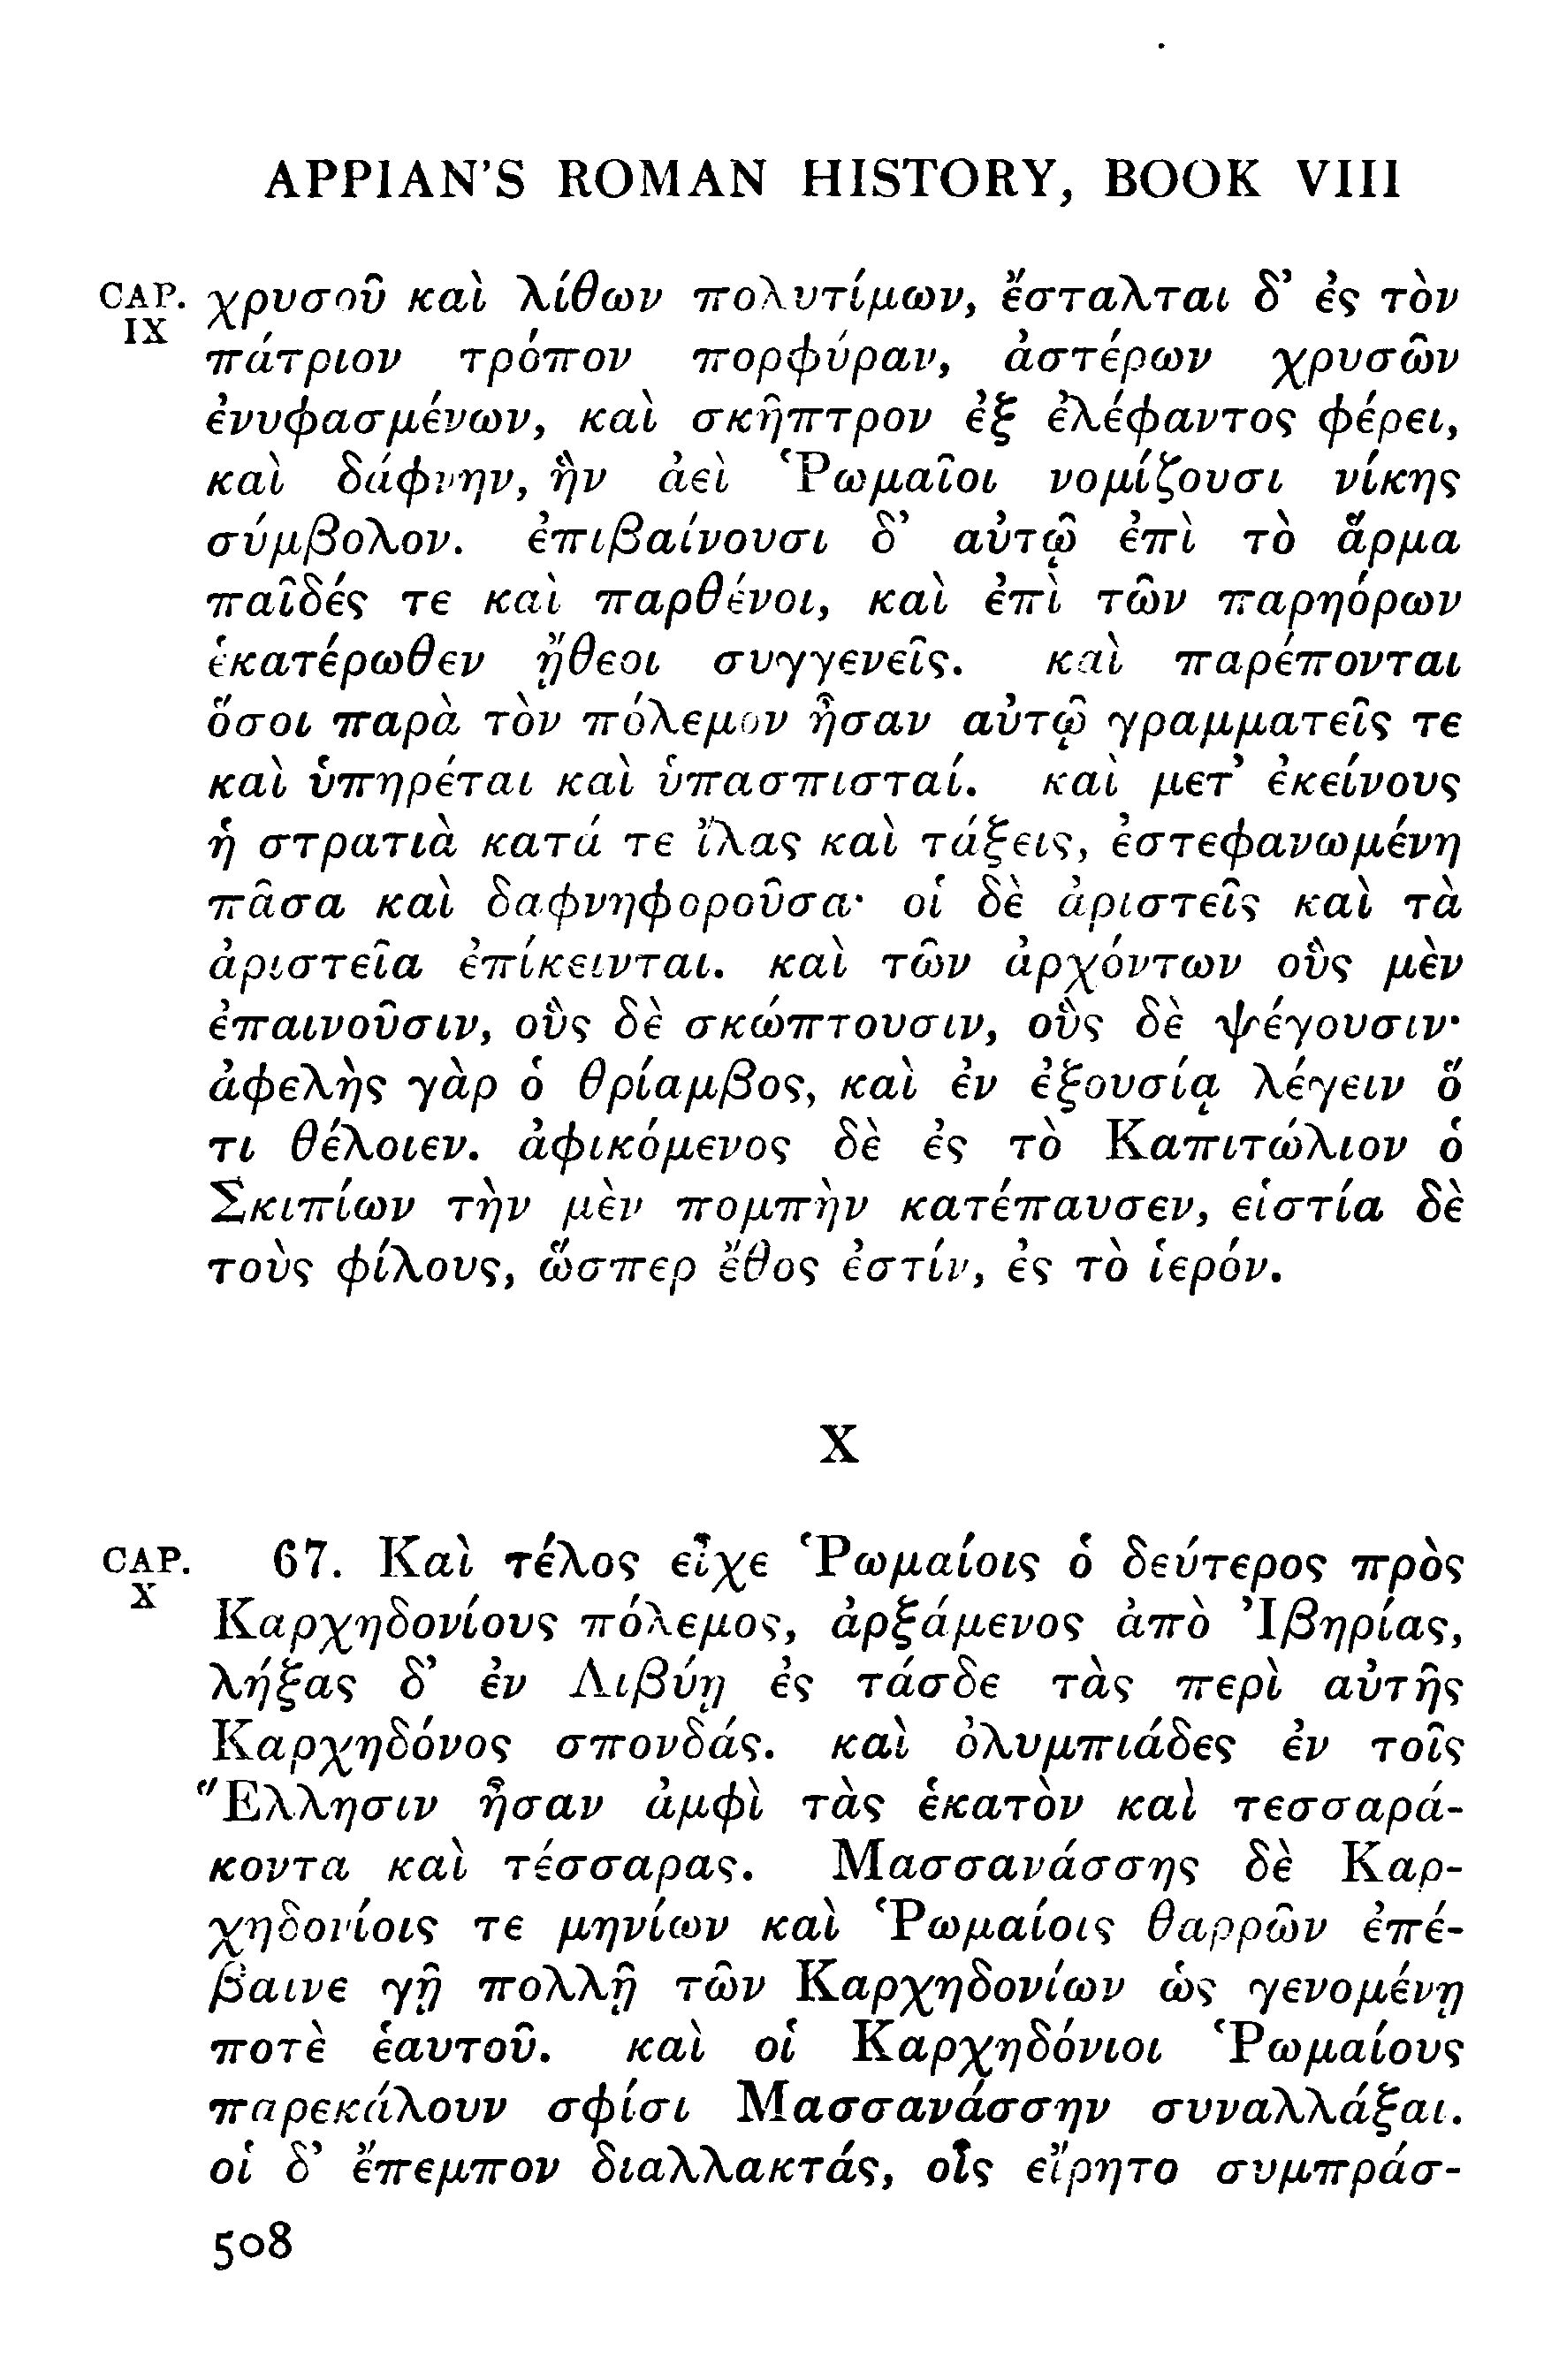 APPIAN'S ROMAN HISTORY, BOOK VIII
CAP. IX χρυσοῦ καὶ λίθων πολυτίμων, ἔσταλται δ' ἐς τὸν
πάτριον τρόπον πορφύραν, ἀστέρων χρυσῶν
ἐνυφασμένων, καὶ σκῆπτρον ἐξ ἐλέφαντος φέρει,
καὶ δάφνην, ἣν ἀεὶ Ῥωμαῖοι νομίζουσι νίκης
σύμβολον. ἐπιβαίνουσι δ' αὐτῷ ἐπὶ τὸ ἅρμα
παῖδές τε καὶ παρθένοι, καὶ ἐπὶ τῶν παρηόρων
ἑκατέρωθεν ᾔθεοι συγγενεῖς. καὶ παρέπονται
ὅσοι παρὰ τὸν πόλεμον ἦσαν αὐτῷ γραμματεῖς τε
καὶ ὑπηρέται καὶ ὑπασπισταί. καὶ μετ' ἐκείνους
ἡ στρατιὰ κατά τε ἴλας καὶ τάξεις, ἐστεφανωμένη
πᾶσα καὶ δαφνηφοροῦσα· οἱ δὲ ἀριστεῖς καὶ τὰ
ἀριστεῖα ἐπίκεινται. καὶ τῶν ἀρχόντων οὓς μὲν
ἐπαινοῦσιν, οὓς δὲ σκώπτουσιν, οὓς δὲ ψέγουσιν·
ἀφελὴς γὰρ ὁ θρίαμβος, καὶ ἐν ἐξουσίᾳ λέγειν ὅ
τι θέλοιεν. ἀφικόμενος δὲ ἐς τὸ Καπιτώλιον ὁ
Σκιπίων τὴν μὲν πομπὴν κατέπαυσεν, εἱστία δὲ
τοὺς φίλους, ὥσπερ ἔθος ἐστίν, ἐς τὸ ἱερόν.
X
CAP. X 67. Καὶ τέλος εἶχε Ῥωμαίοις ὁ δεύτερος πρὸς
Καρχηδονίους πόλεμος, ἀρξάμενος ἀπὸ Ἰβηρίας,
λήξας δ' ἐν Λιβύῃ ἐς τάσδε τὰς περὶ αὐτῆς
Καρχηδόνος σπονδάς. καὶ ὀλυμπιάδες ἐν τοῖς
Ἕλλησιν ἦσαν ἀμφὶ τὰς ἑκατὸν καὶ τεσσαρά-
κοντα καὶ τέσσαρας. Μασσανάσσης δὲ Καρ-
χηδονίοις τε μηνίων καὶ Ῥωμαίοις θαρρῶν ἐπέ-
βαινε γῇ πολλῇ τῶν Καρχηδονίων ὡς γενομένῃ
ποτὲ ἑαυτοῦ. καὶ οἱ Καρχηδόνιοι Ῥωμαίους
παρεκάλουν σφίσι Μασσανάσσην συναλλάξαι.
οἱ δ' ἔπεμπον διαλλακτάς, οἷς εἴρητο συμπράσ-
508